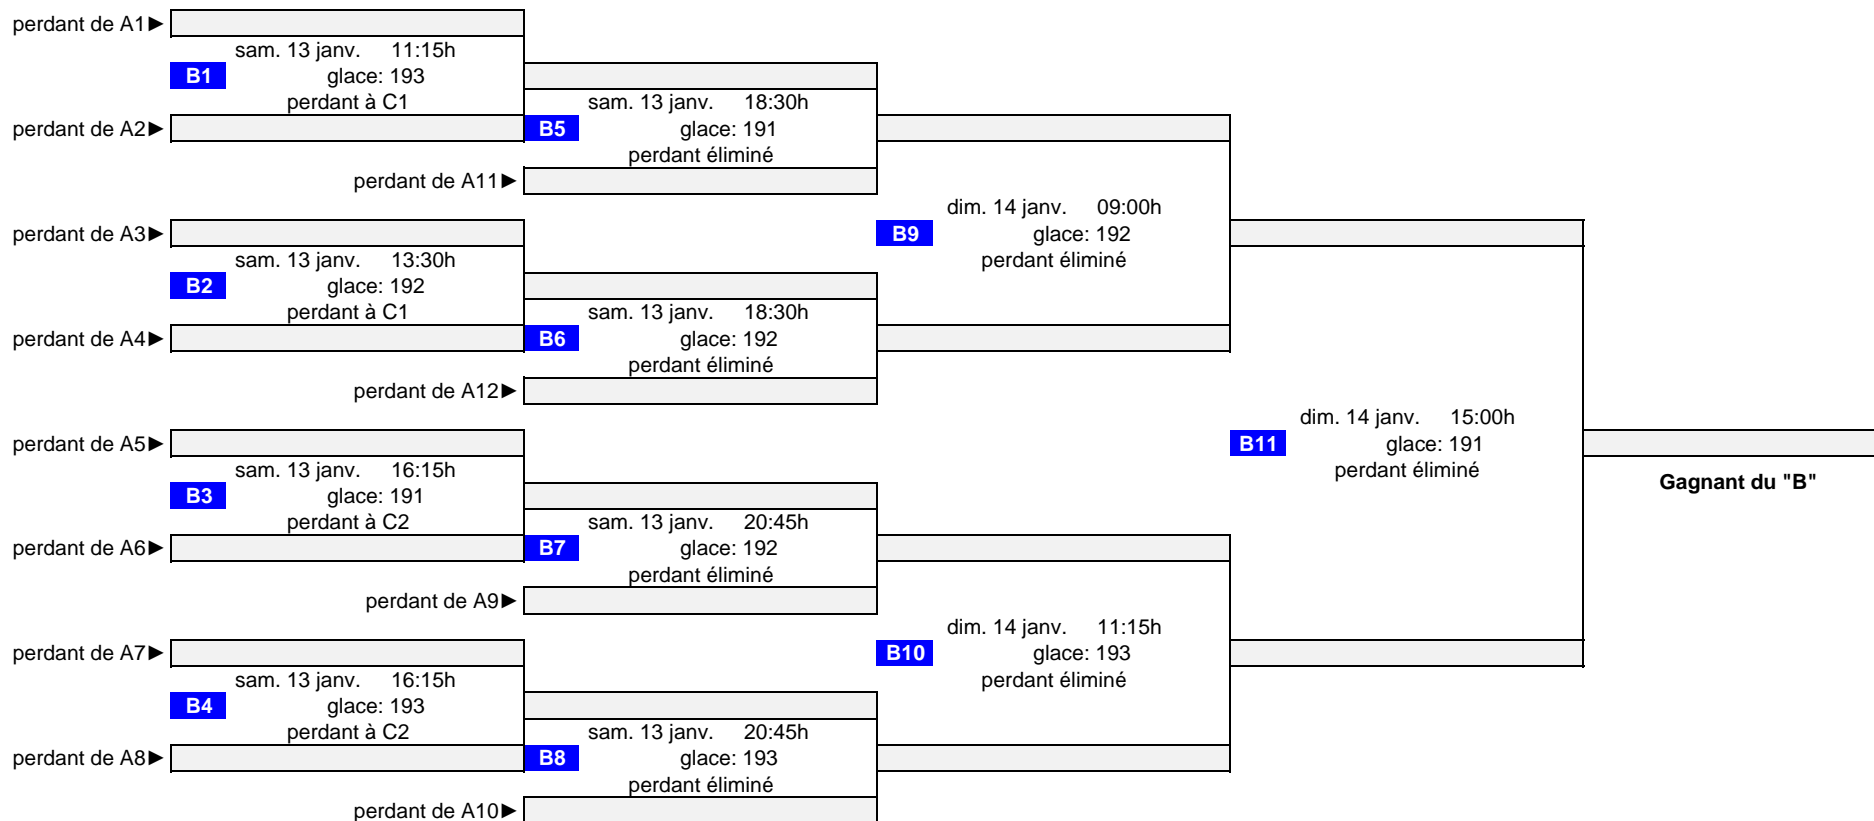 perdant de A1►
sam. 13 janv. 11:15h
B1 glace: 193
perdant à C1
perdant de A2►
sam. 13 janv. 18:30h
B5 glace: 191
perdant éliminé
perdant de A11►
dim. 14 janv. 09:00h
B9 glace: 192
perdant éliminé
perdant de A3►
sam. 13 janv. 13:30h
B2 glace: 192
perdant à C1
perdant de A4►
sam. 13 janv. 18:30h
B6 glace: 192
perdant éliminé
perdant de A12►
dim. 14 janv. 15:00h
B11 glace: 191
perdant éliminé
Gagnant du "B"
perdant de A5►
sam. 13 janv. 16:15h
B3 glace: 191
perdant à C2
perdant de A6►
sam. 13 janv. 20:45h
B7 glace: 192
perdant éliminé
perdant de A9►
dim. 14 janv. 11:15h
B10 glace: 193
perdant éliminé
perdant de A7►
sam. 13 janv. 16:15h
B4 glace: 193
perdant à C2
perdant de A8►
sam. 13 janv. 20:45h
B8 glace: 193
perdant éliminé
perdant de A10►